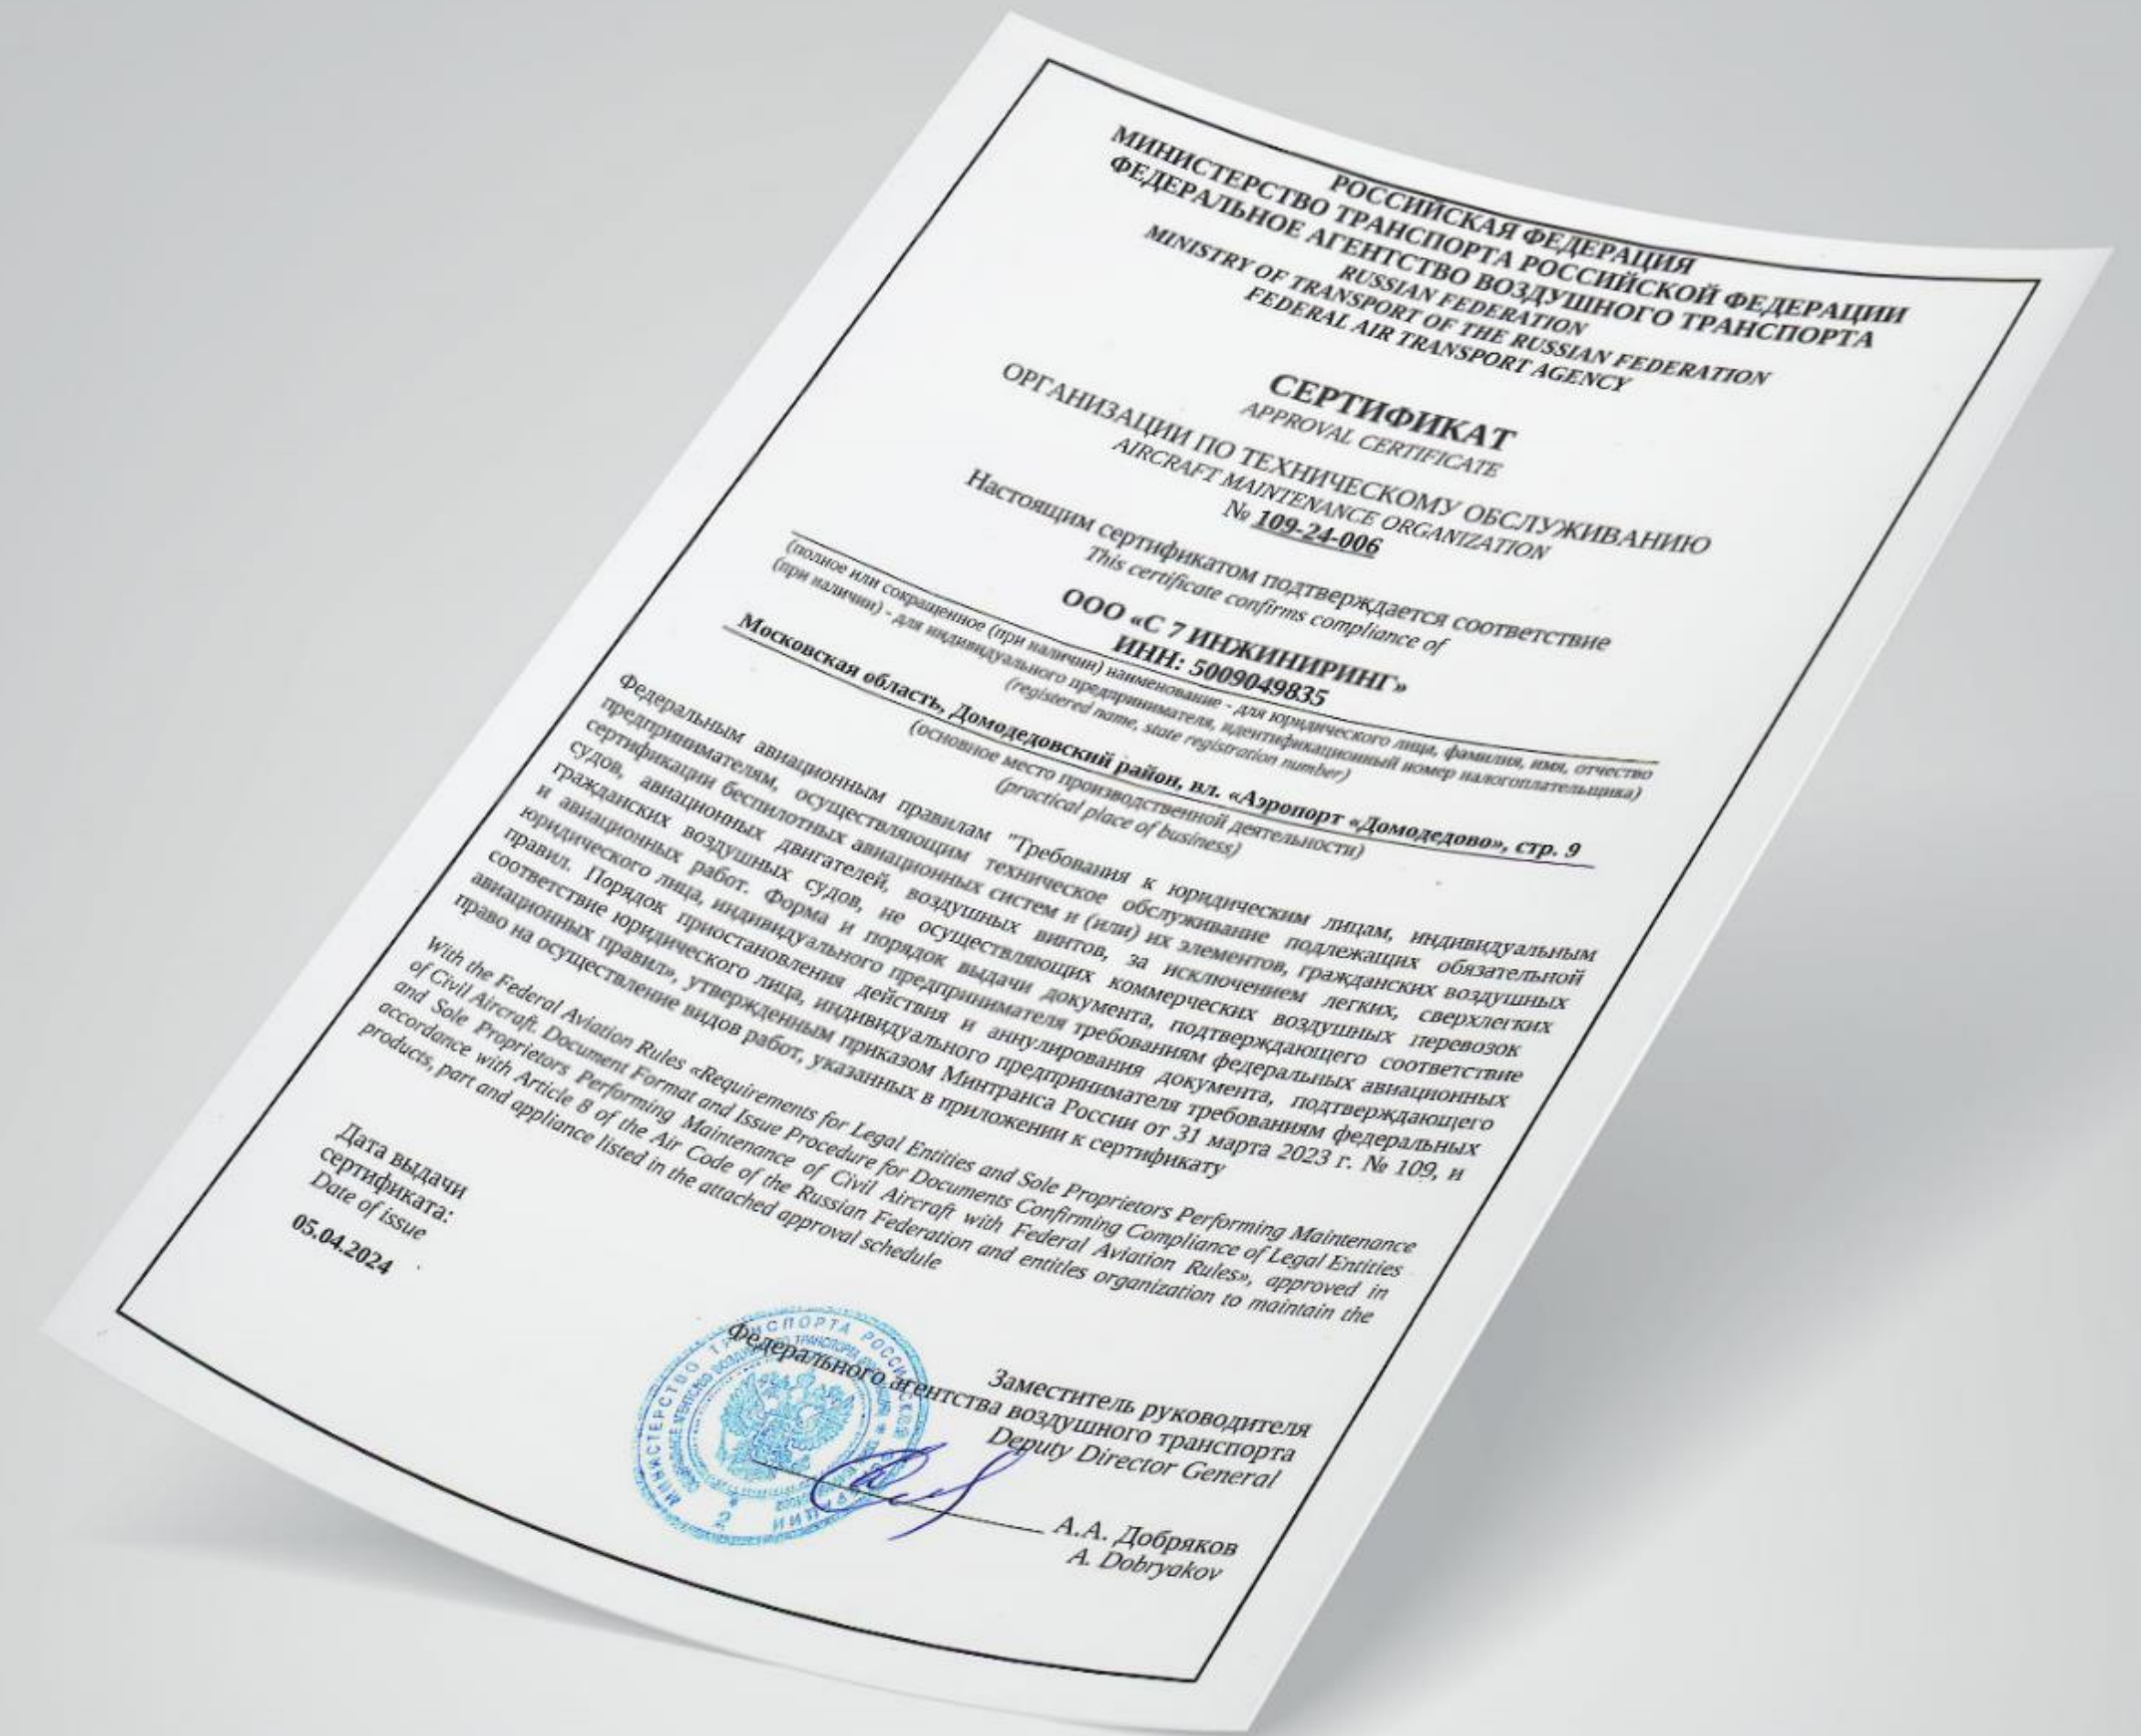 РОССИЙСКАЯ ФЕДЕРАЦИЯ
МИНИСТЕРСТВО ТРАНСПОРТА РОССИЙСКОЙ ФЕДЕРАЦИИ
ФЕДЕРАЛЬНОЕ АГЕНТСТВО ВОЗДУШНОГО ТРАНСПОРТА
RUSSIAN FEDERATION
MINISTRY OF TRANSPORT OF THE RUSSIAN FEDERATION
FEDERAL AIR TRANSPORT AGENCY
СЕРТИФИКАТ
APPROVAL CERTIFICATE
ОРГАНИЗАЦИИ ПО ТЕХНИЧЕСКОМУ ОБСЛУЖИВАНИЮ
AIRCRAFT MAINTENANCE ORGANIZATION
№ 109-24-006
Настоящим сертификатом подтверждается соответствие
This certificate confirms compliance of
ООО «С 7 ИНЖИНИРИНГ»
ИНН: 5009049835
(полное или сокращенное (при наличии) наименование - для юридического лица, фамилия, имя, отчество
(при наличии) - для индивидуального предпринимателя, идентификационный номер налогоплательщика)
(registered name, state registration number)
Московская область, Домодедовский район, вл. «Аэропорт «Домодедово», стр. 9
(основное место производственной деятельности)
(practical place of business)
Федеральным авиационным правилам "Требования к юридическим лицам, индивидуальным
предпринимателям, осуществляющим техническое обслуживание подлежащих обязательной
сертификации беспилотных авиационных систем и (или) их элементов, гражданских воздушных
судов, авиационных двигателей, воздушных винтов, за исключением легких, сверхлегких
гражданских воздушных судов, не осуществляющих коммерческих воздушных перевозок
и авиационных работ. Форма и порядок выдачи документа, подтверждающего соответствие
юридического лица, индивидуального предпринимателя требованиям федеральных авиационных
правил. Порядок приостановления действия и аннулирования документа, подтверждающего
соответствие юридического лица, индивидуального предпринимателя требованиям федеральных
авиационных правил», утвержденным приказом Минтранса России от 31 марта 2023 г. № 109, и
право на осуществление видов работ, указанных в приложении к сертификату
With the Federal Aviation Rules «Requirements for Legal Entities and Sole Proprietors Performing Maintenance
of Civil Aircraft. Document Format and Issue Procedure for Documents Confirming Compliance of Legal Entities
and Sole Proprietors Performing Maintenance of Civil Aircraft with Federal Aviation Rules», approved in
accordance with Article 8 of the Air Code of the Russian Federation and entitles organization to maintain the
products, part and appliance listed in the attached approval schedule
Дата выдачи
сертификата:
Date of issue
05.04.2024
Заместитель руководителя
Федерального агентства воздушного транспорта
Deputy Director General
А.А. Добряков
A. Dobryakov
МИНИСТЕРСТВО ТРАНСПОРТА РОССИЙСКОЙ ФЕДЕРАЦИИ
2